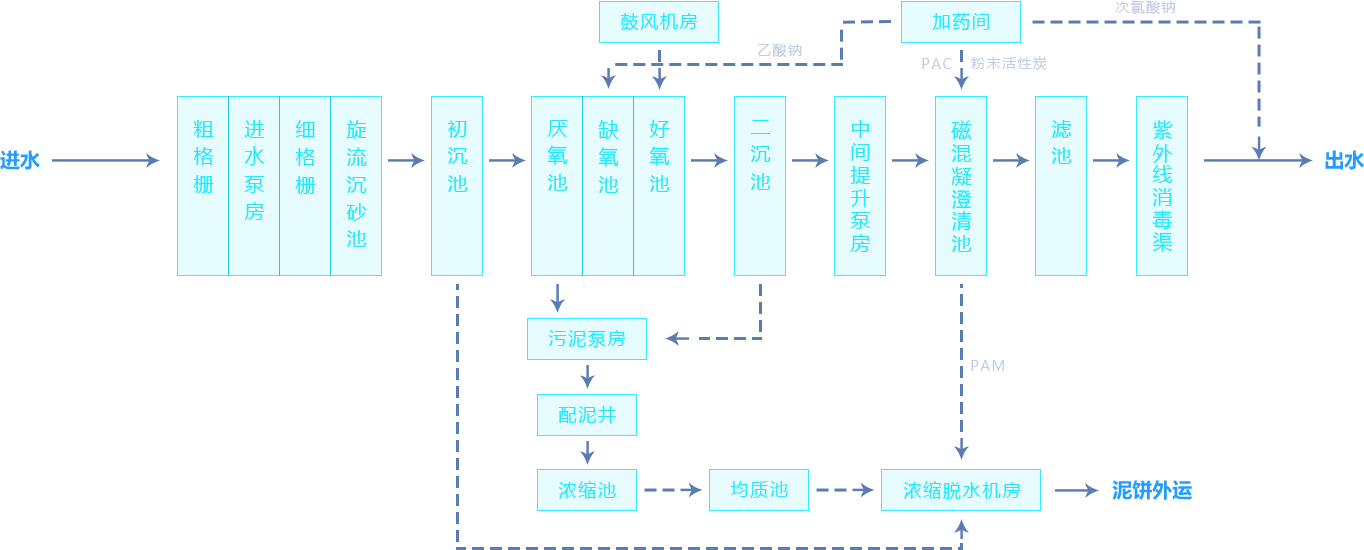 鼓风机房
加药间
次氯酸钠
乙酸钠
PAC
粉末活性炭
进水
粗格栅
进水泵房
细格栅
旋流沉砂池
初沉池
厌氧池
缺氧池
好氧池
二沉池
中间提升泵房
磁混凝澄清池
滤池
紫外线消毒渠
出水
污泥泵房
PAM
配泥井
浓缩池
均质池
浓缩脱水机房
泥饼外运